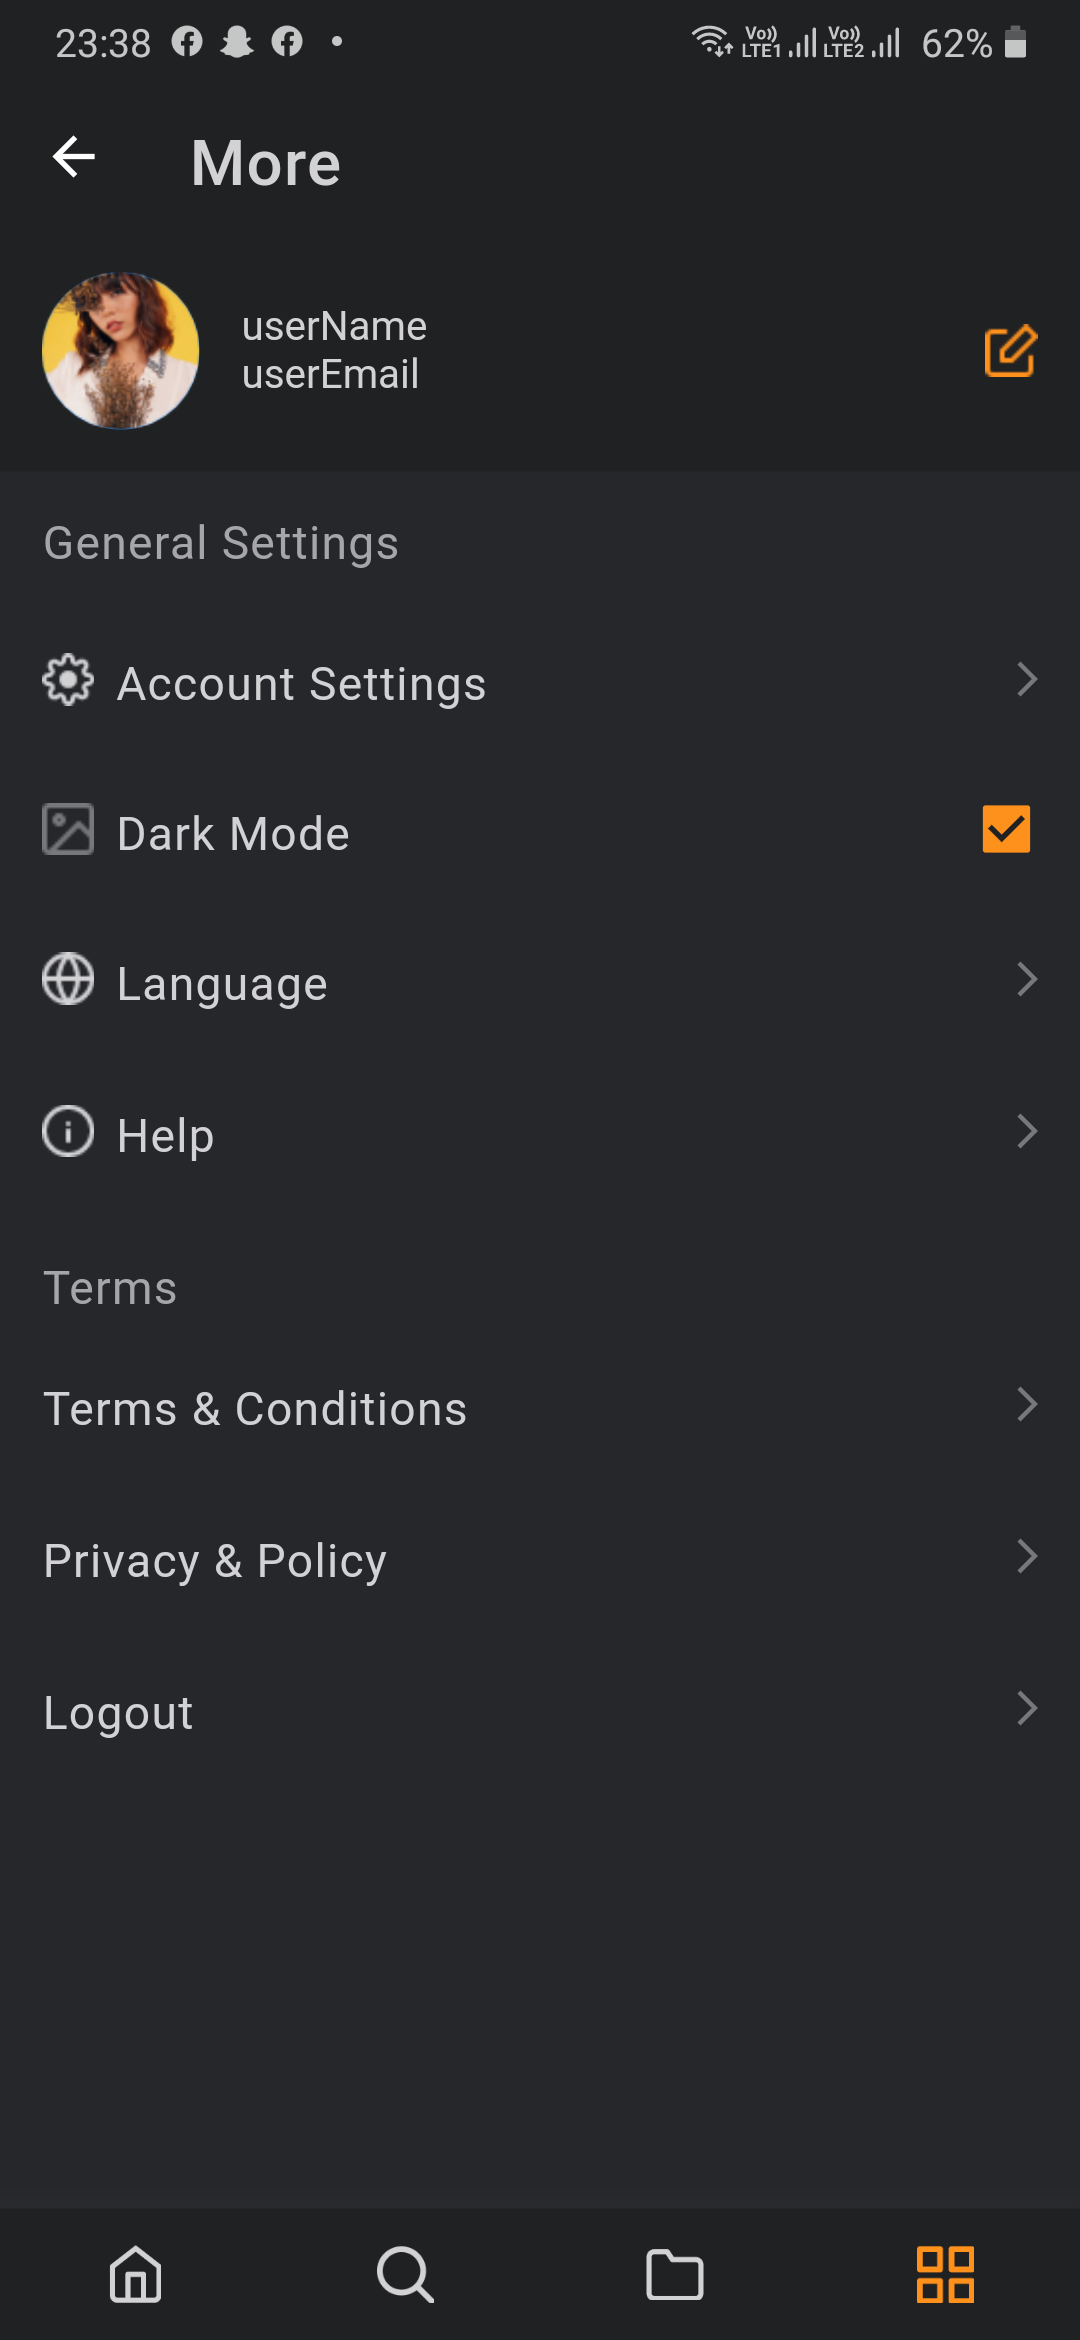 23:38 Vo)) LTE1 Vo)) LTE2 62%
More
userName
userEmail
General Settings
Account Settings
Dark Mode
Language
Help
Terms
Terms & Conditions
Privacy & Policy
Logout